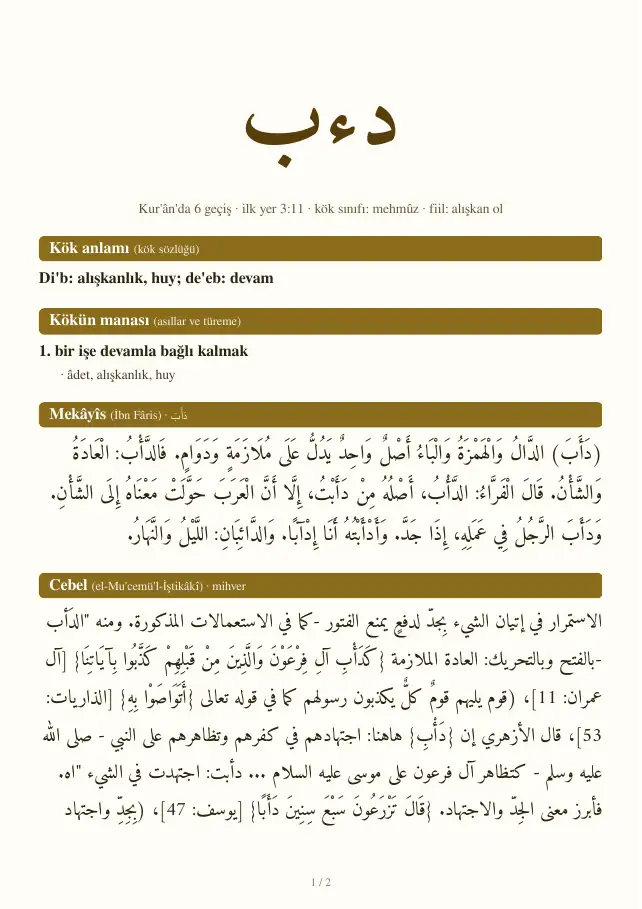 دءب
Kur'ân'da 6 geçiş · ilk yer 3:11 · kök sınıfı: mehmûz · fiil: alışkan ol
Kök anlamı (kök sözlüğü)
Di'b: alışkanlık, huy; de'eb: devam
Kökün manası (asıllar ve türeme)
1. bir işe devamla bağlı kalmak
· âdet, alışkanlık, huy
Mekâyîs (İbn Fâris) · دَأَبَ
(دَأَبَ) الدَّالُ وَالْهَمْزَةُ وَالْبَاءُ أَصْلٌ وَاحِدٌ يَدُلُّ عَلَى مُلَازَمَةٍ وَدَوَامٍ. فَالدَّأْبُ: الْعَادَةُ
وَالشَّأْنُ. قَالَ الْفَرَّاءُ: الدَّأْبُ، أَصْلُهُ مِنْ دَأَبْتُ، إِلَّا أَنَّ الْعَرَبَ حَوَّلَتْ مَعْنَاهُ إِلَى الشَّأْنِ.
وَدَأَبَ الرَّجُلُ فِي عَمَلِهِ، إِذَا جَدَّ. وَأَدْأَبْتُهُ أَنَا إِدْآبًا. وَالدَّائِبَانِ: اللَّيْلُ وَالنَّهَارُ.
Cebel (el-Mu'cemü'l-İştikâkî) · mihver
الاستمرار في إتيان الشيء بِجدّ لدفعٍ يمنع الفتور -كما في الاستعمالات المذكورة. ومنه "الدَأب
-بالفتح وبالتحريك: العادة الملازمة {كَدَأْبِ آلِ فِرْعَوْنَ وَالَّذِينَ مِنْ قَبْلِهِمْ كَذَّبُوا بِآيَاتِنَا} [آل
عمران: 11]، (قوم يليهم قومٌ كلٌّ يكذبون رسولهم كما في قوله تعالى {أَتَوَاصَوْا بِهِ} [الذاريات:
53]، قال الأزهري إن {دَأْبِ} هاهنا: اجتهادهم في كفرهم وتظاهرهم على النبي - صلى الله
عليه وسلم - كتظاهر آل فرعون على موسى عليه السلام ... دأبت: اجتهدت في الشيء "اه.
فأبرز معنى الجِدّ والاجتهاد. {قَالَ تَزْرَعُونَ سَبْعَ سِنِينَ دَأَبًا} [يوسف: 47]، (بِجِدِّ واجتهاد
1 / 2